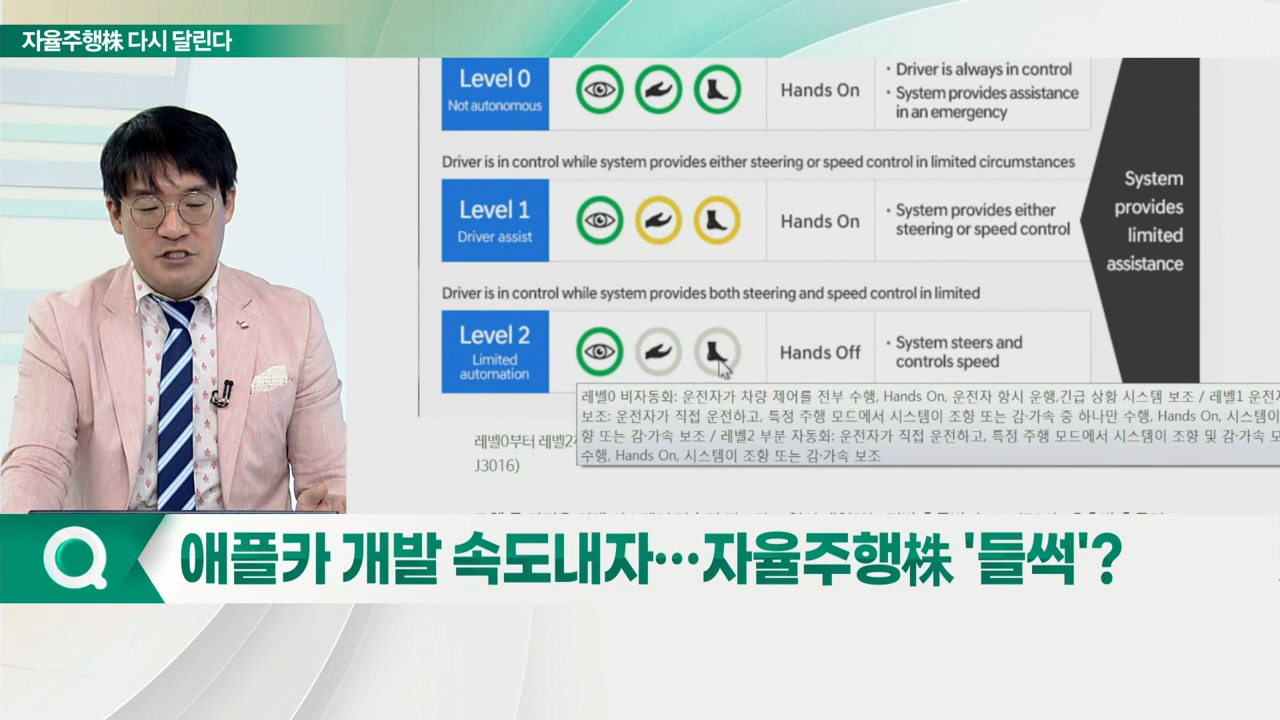 자율주행株 다시 달린다
Level 0
Not autonomous
Hands On
· Driver is always in control
· System provides assistance
in an emergency
Driver is in control while system provides either steering or speed control in limited circumstances
Level 1
Driver assist
Hands On
· System provides either
steering or speed control
System
provides
limited
assistance
Driver is in control while system provides both steering and speed control in limited
Level 2
Limited
automation
Hands Off
· System steers and
controls speed
레벨0 비자동화: 운전자가 차량 제어를 전부 수행, Hands On, 운전자 항시 운행,긴급 상황 시스템 보조 / 레벨1 운전
보조: 운전자가 직접 운전하고, 특정 주행 모드에서 시스템이 조향 또는 감·가속 중 하나만 수행, Hands On, 시스템이
향 또는 감·가속 보조 / 레벨2 부분 자동화: 운전자가 직접 운전하고, 특정 주행 모드에서 시스템이 조향 및 감·가속
수행, Hands On, 시스템이 조향 또는 감·가속 보조
레벨0부터 레벨2
J3016)
애플카 개발 속도내자…자율주행株 '들썩'?